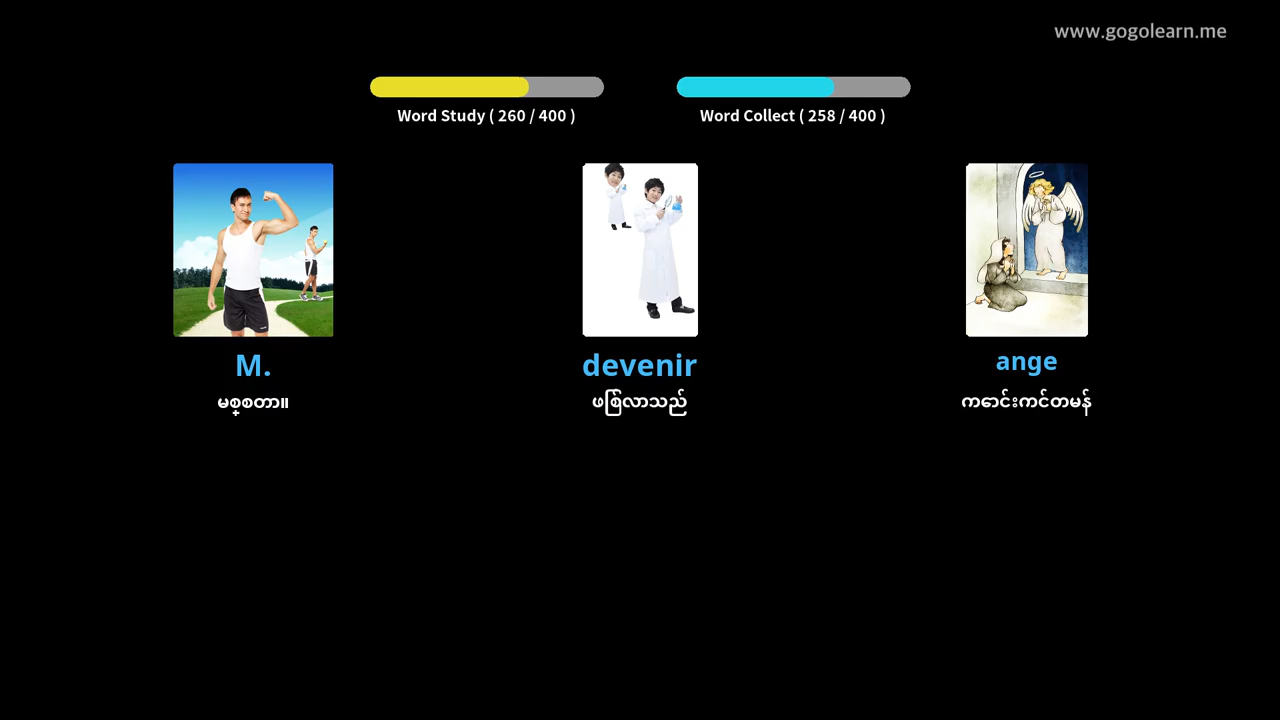 www.gogolearn.me
Word Study ( 260 / 400 )
Word Collect ( 258 / 400 )
M.
devenir
ange
မစ္စတာ။
ဖစြ်လာသည်
ကောင်းကင်တမန်